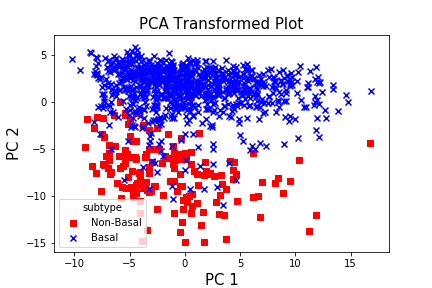 PCA Transformed Plot
PC 2
5
0
−5
−10
−15
subtype
Non-Basal
Basal
−10 −5 0 5 10 15
PC 1